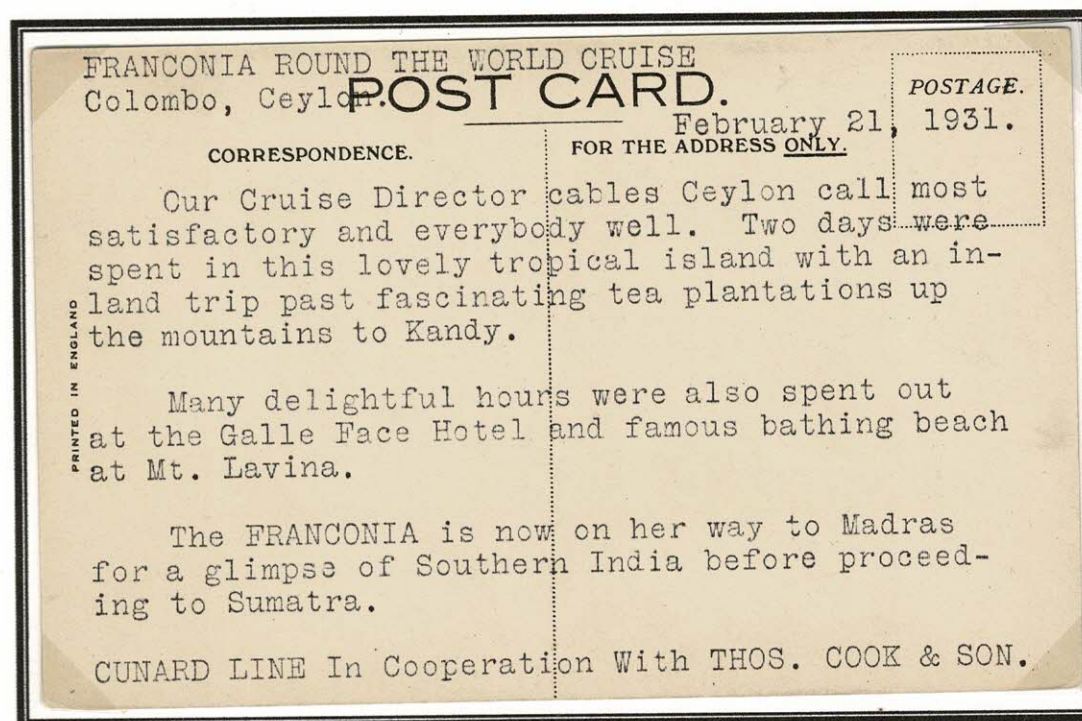 FRANCONIA ROUND THE WORLD CRUISE
Colombo, Ceylon.
POST CARD.
POSTAGE.
February 21, 1931.
CORRESPONDENCE.
FOR THE ADDRESS ONLY.
Our Cruise Director cables Ceylon call most
satisfactory and everybody well. Two days were
spent in this lovely tropical island with an in-
land trip past fascinating tea plantations up
the mountains to Kandy.
Many delightful hours were also spent out
at the Galle Face Hotel and famous bathing beach
at Mt. Lavina.
The FRANCONIA is now on her way to Madras
for a glimpse of Southern India before proceed-
ing to Sumatra.
CUNARD LINE In Cooperation With THOS. COOK & SON.
PRINTED IN ENGLAND